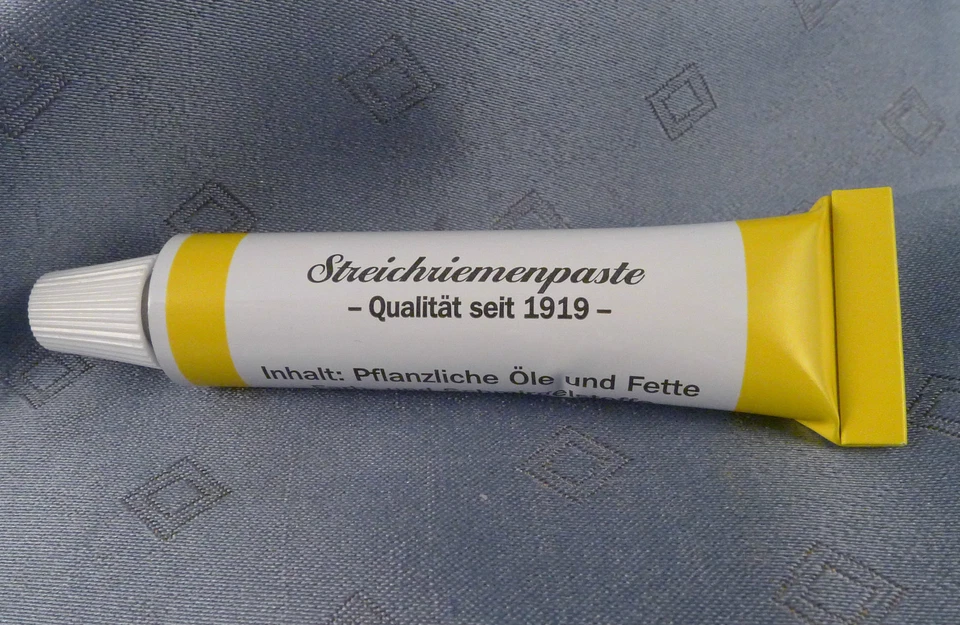 Streichriemenpaste
– Qualität seit 1919 –
Inhalt: Pflanzliche Öle und Fette